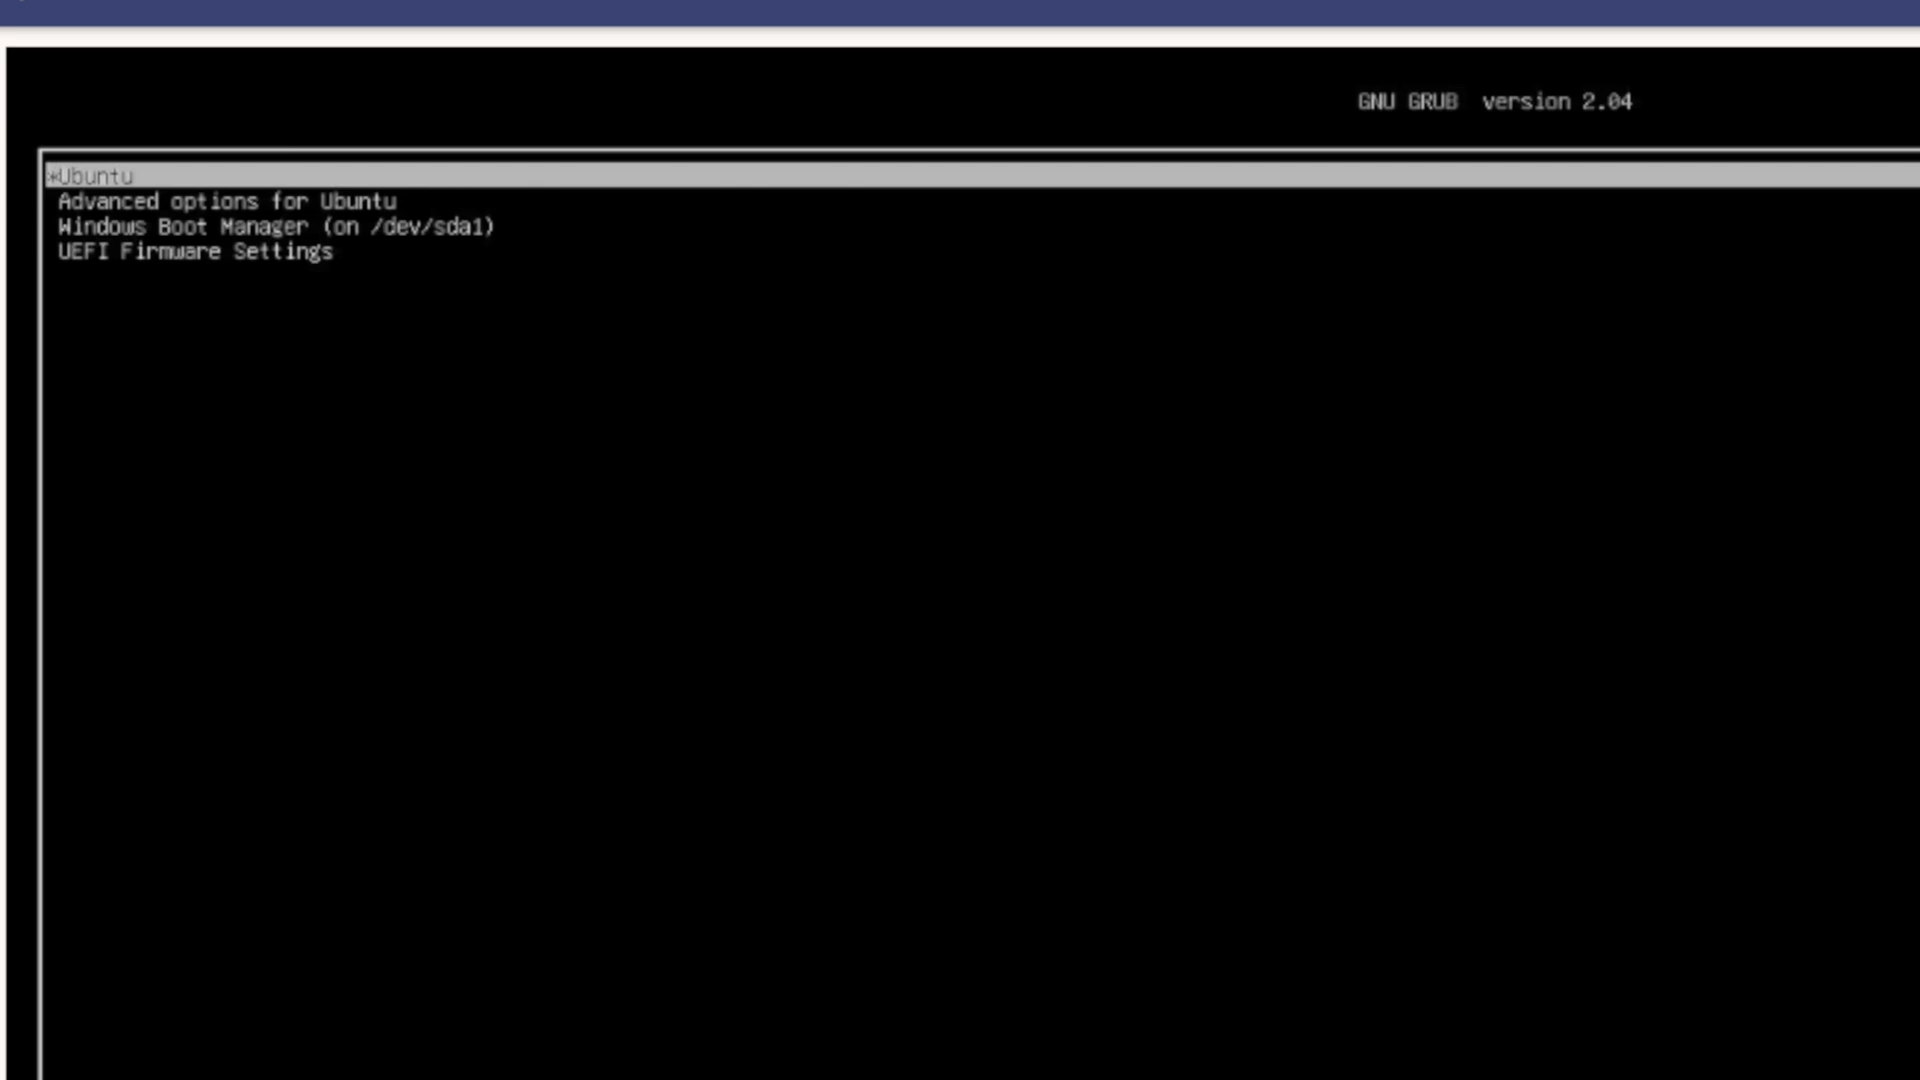 GNU GRUB version 2.04
*Ubuntu
Advanced options for Ubuntu
Windows Boot Manager (on /dev/sda1)
UEFI Firmware Settings